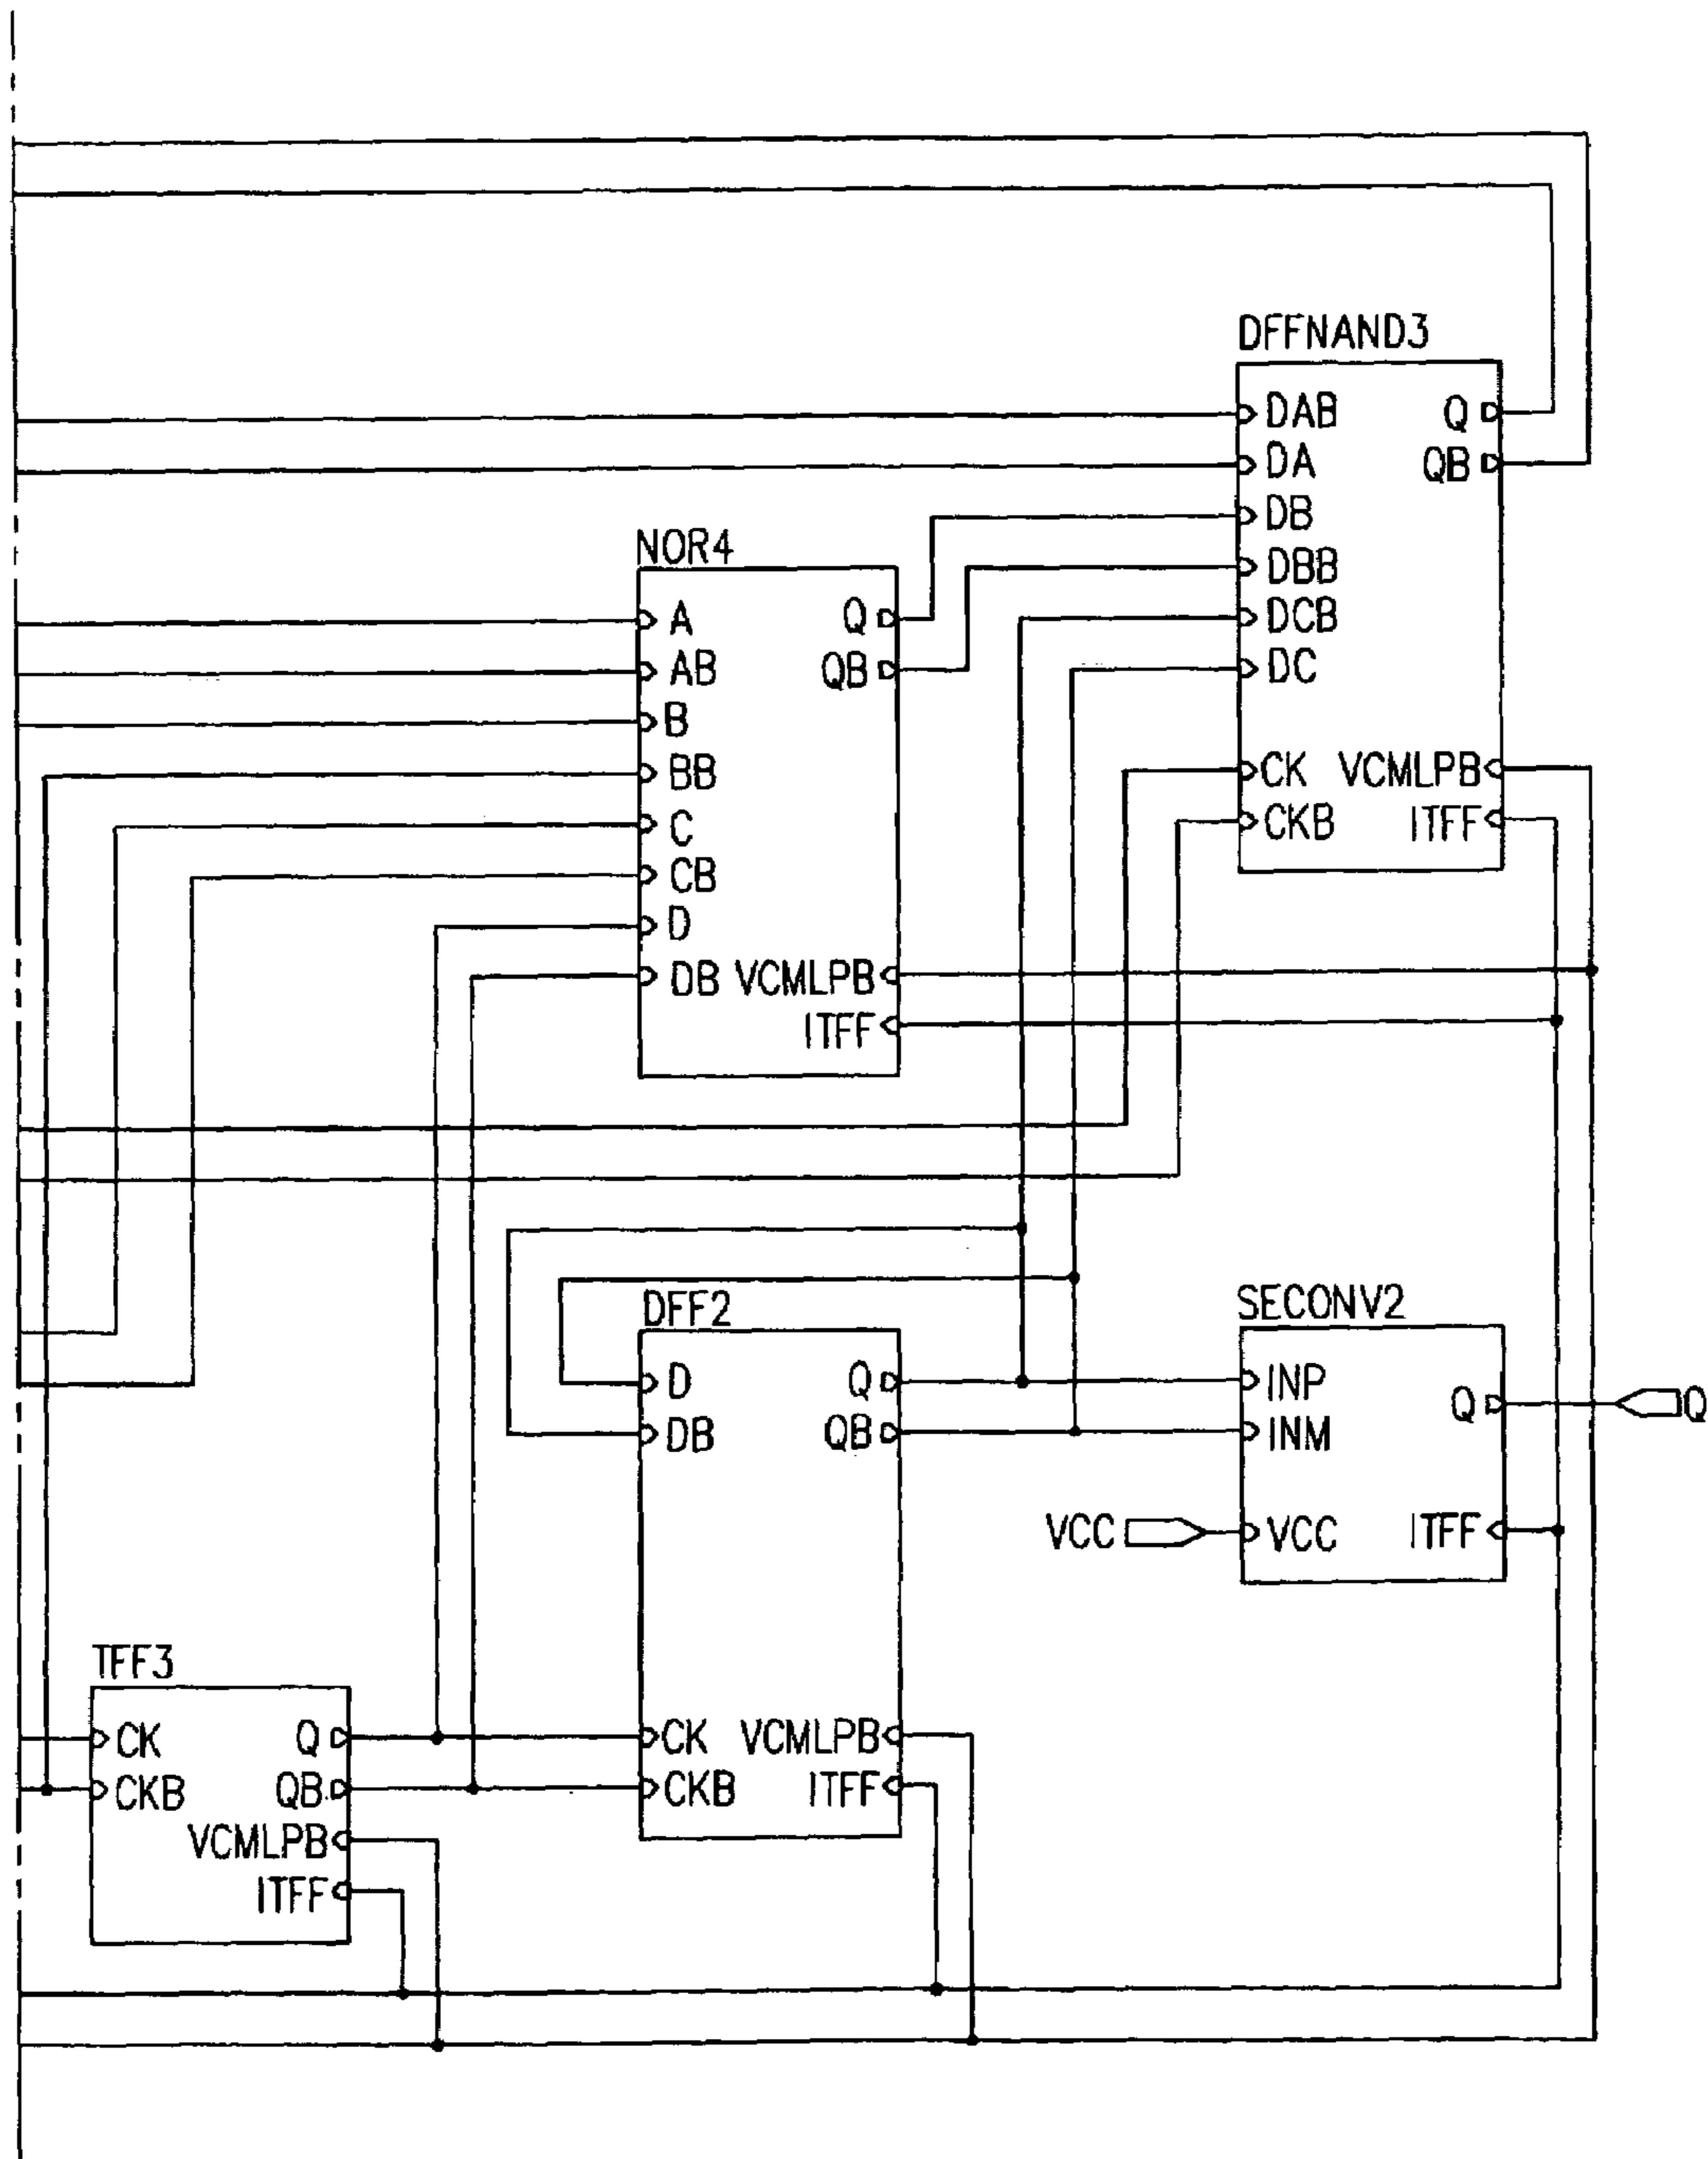 DFFNAND3
DAB Q
DA QB
DB
DBB
DCB
DC
CK VCMLPB
CKB ITFF
NOR4
A Q
AB QB
B
BB
C
CB
D
DB VCMLPB
ITFF
DFF2
D Q
DB QB
CK VCMLPB
CKB ITFF
SECONV2
INP Q Q
INM
VCC VCC ITFF
TFF3
CK Q
CKB QB
VCMLPB
ITFF